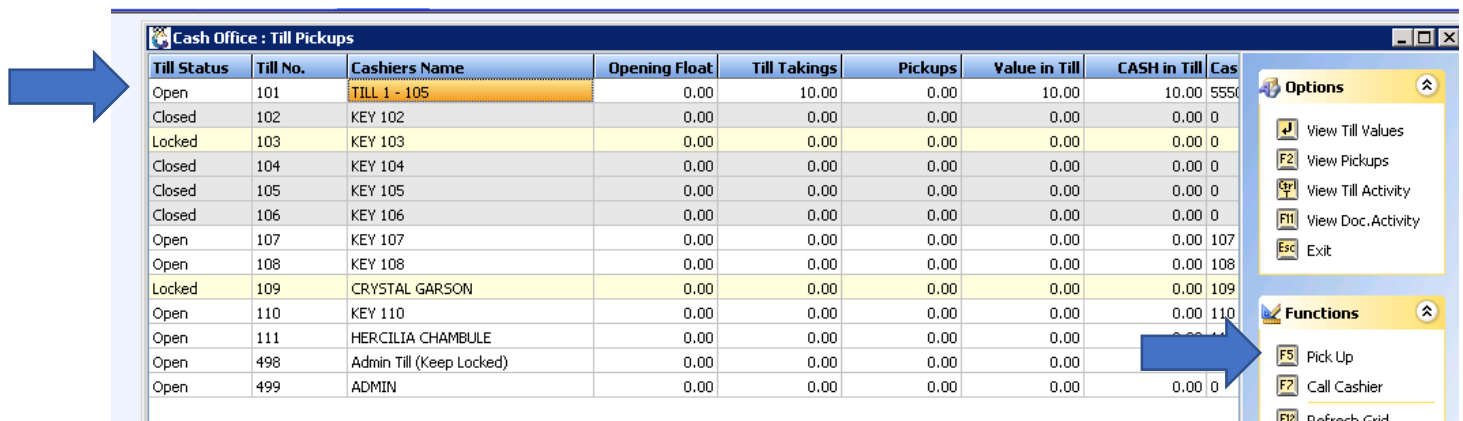 Cash Office : Till Pickups
Till Status Till No. Cashiers Name Opening Float Till Takings Pickups Value in Till CASH in Till Cas
Open 101 TILL 1 - 105 0.00 10.00 0.00 10.00 10.00 5550
Closed 102 KEY 102 0.00 0.00 0.00 0.00 0.00 0
Locked 103 KEY 103 0.00 0.00 0.00 0.00 0.00 0
Closed 104 KEY 104 0.00 0.00 0.00 0.00 0.00 0
Closed 105 KEY 105 0.00 0.00 0.00 0.00 0.00 0
Closed 106 KEY 106 0.00 0.00 0.00 0.00 0.00 0
Open 107 KEY 107 0.00 0.00 0.00 0.00 0.00 107
Open 108 KEY 108 0.00 0.00 0.00 0.00 0.00 108
Locked 109 CRYSTAL GARSON 0.00 0.00 0.00 0.00 0.00 109
Open 110 KEY 110 0.00 0.00 0.00 0.00 0.00 110
Open 111 HERCILIA CHAMBULE 0.00 0.00 0.00 0.00
Open 498 Admin Till (Keep Locked) 0.00 0.00 0.00 0.00
Open 499 ADMIN 0.00 0.00 0.00 0.00 0.00 0
Options
View Till Values
F2 View Pickups
Ctrl T View Till Activity
F11 View Doc.Activity
Esc Exit
Functions
F5 Pick Up
F7 Call Cashier
F12 Refresh Grid